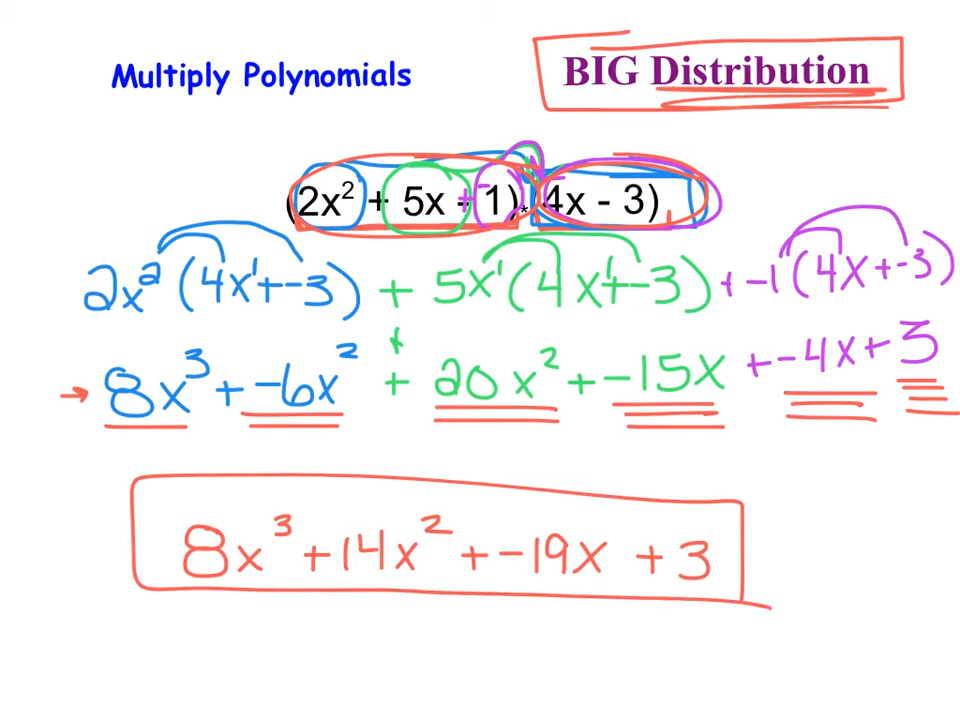 Multiply Polynomials
BIG Distribution
(2x² + 5x + - 1) * (4x - 3)
2x²(4x¹+-3) + 5x¹(4x¹+-3) + -1(4x+-3)
+
8x³ + -6x² + 20x² + -15x + -4x + 3
8x³ + 14x² + -19x + 3